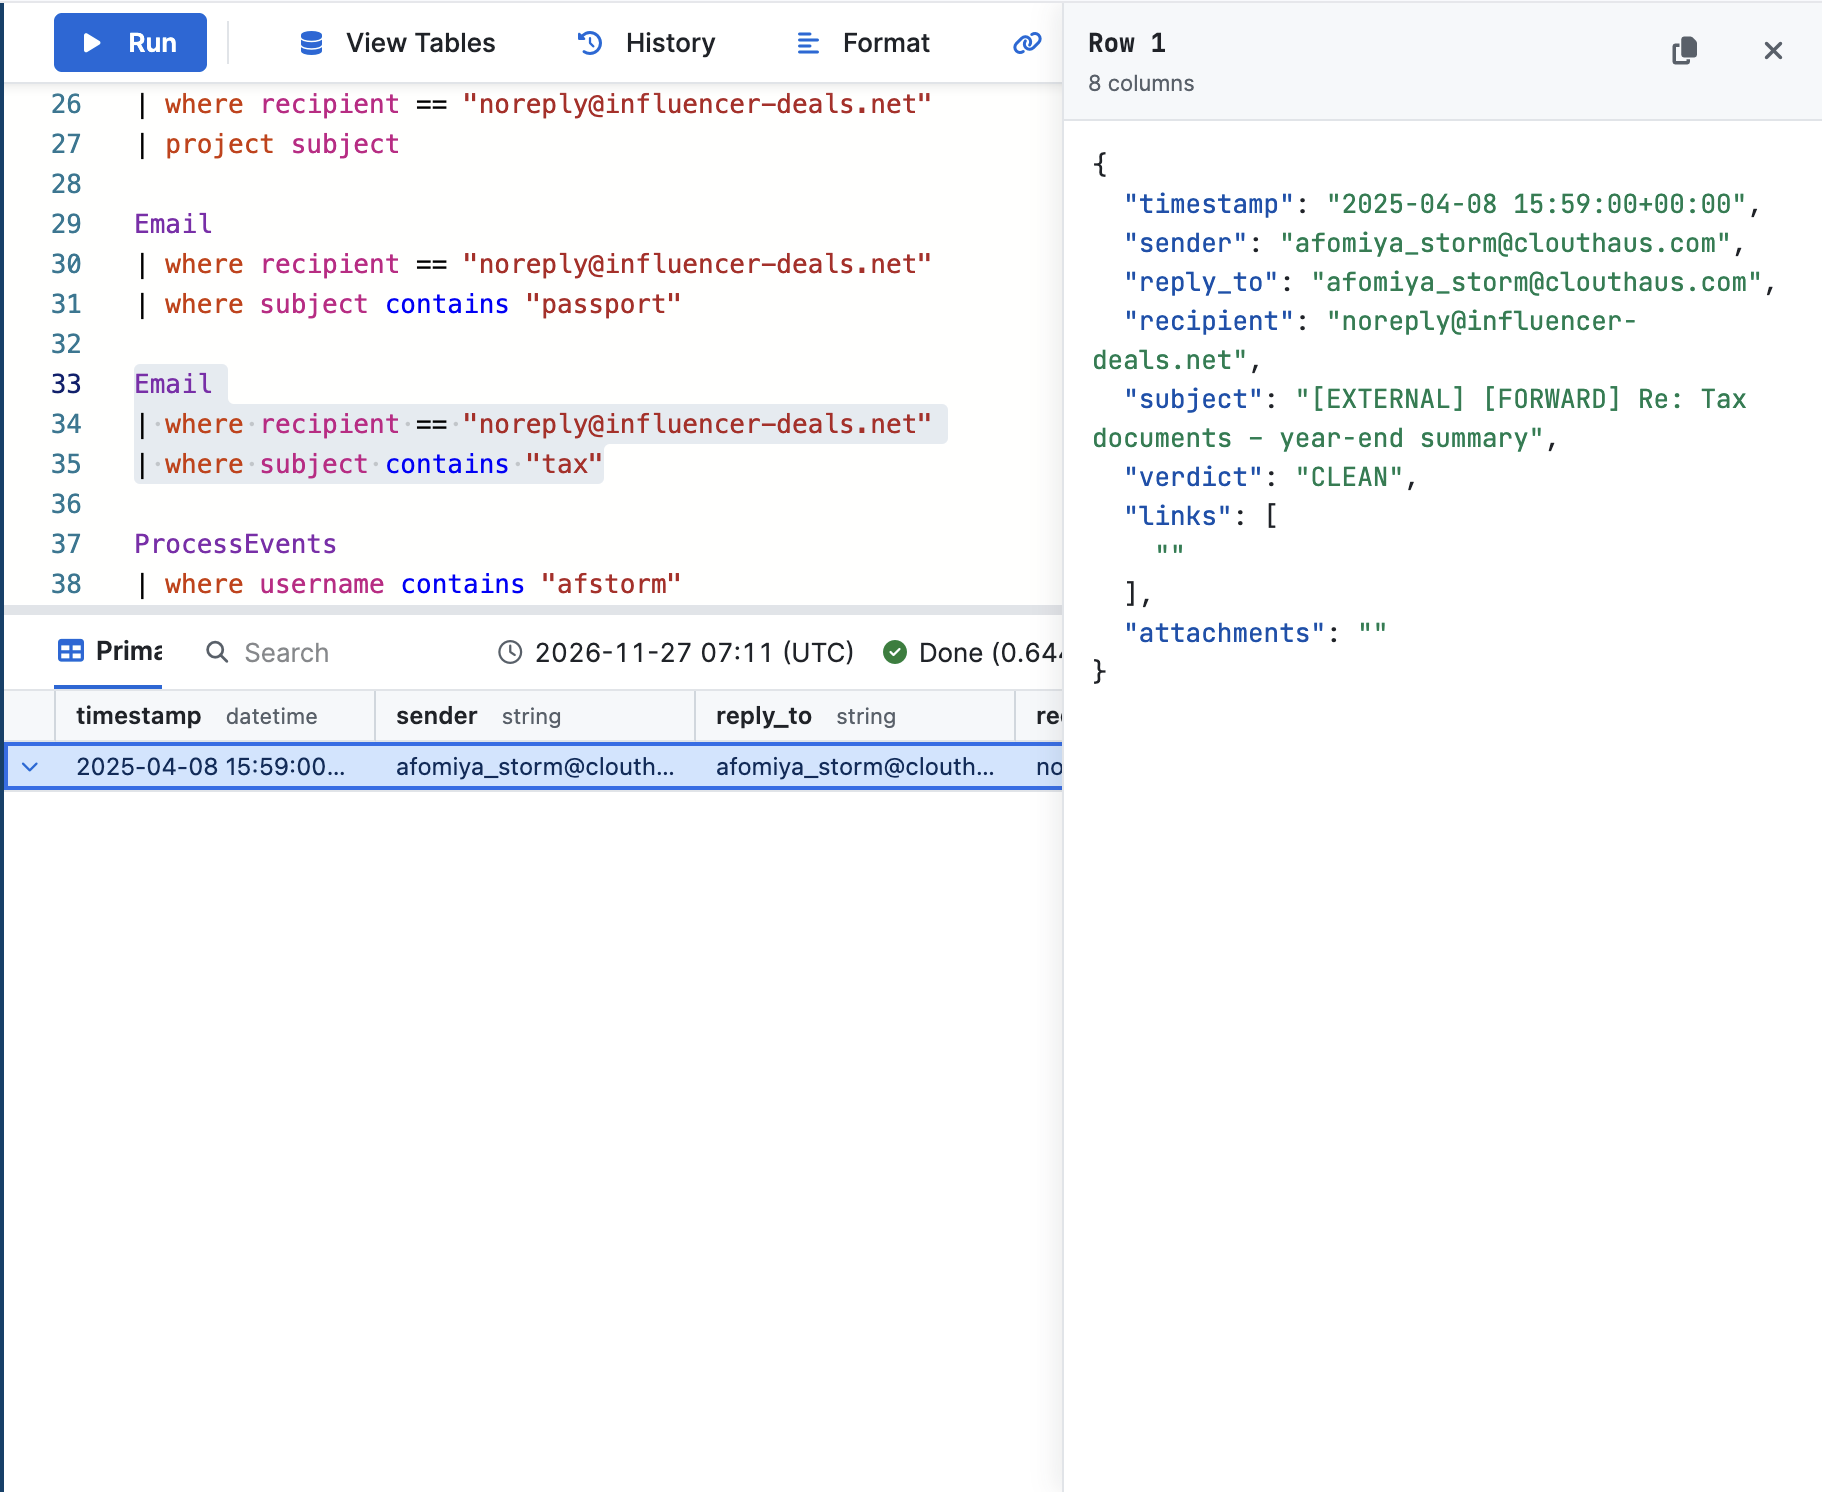 Run
View Tables
History
Format
26 | where recipient == "noreply@influencer-deals.net"
27 | project subject
28
29 Email
30 | where recipient == "noreply@influencer-deals.net"
31 | where subject contains "passport"
32
33 Email
34 | where recipient == "noreply@influencer-deals.net"
35 | where subject contains "tax"
36
37 ProcessEvents
38 | where username contains "afstorm"
Prima
Search
2026-11-27 07:11 (UTC)
Done (0.644
timestamp datetime
sender string
reply_to string
re
2025-04-08 15:59:00...
afomiya_storm@clouth...
afomiya_storm@clouth...
no
Row 1
8 columns
{
"timestamp": "2025-04-08 15:59:00+00:00",
"sender": "afomiya_storm@clouthaus.com",
"reply_to": "afomiya_storm@clouthaus.com",
"recipient": "noreply@influencer-
deals.net",
"subject": "[EXTERNAL] [FORWARD] Re: Tax
documents – year-end summary",
"verdict": "CLEAN",
"links": [
""
],
"attachments": ""
}